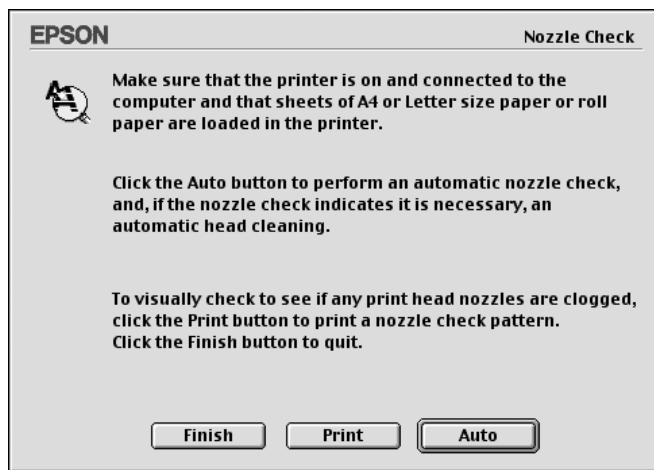 EPSON
Nozzle Check
Make sure that the printer is on and connected to the
computer and that sheets of A4 or Letter size paper or roll
paper are loaded in the printer.
Click the Auto button to perform an automatic nozzle check,
and, if the nozzle check indicates it is necessary, an
automatic head cleaning.
To visually check to see if any print head nozzles are clogged,
click the Print button to print a nozzle check pattern.
Click the Finish button to quit.
Finish
Print
Auto